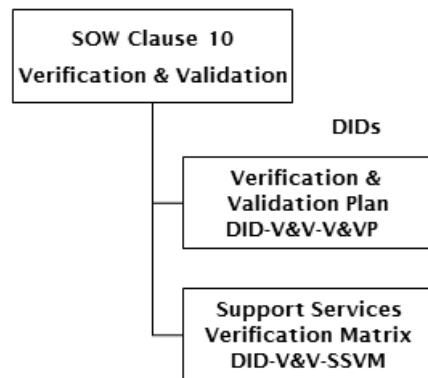 SOW Clause 10
Verification & Validation
DIDs
Verification &
Validation Plan
DID-V&V-V&VP
Support Services
Verification Matrix
DID-V&V-SSVM